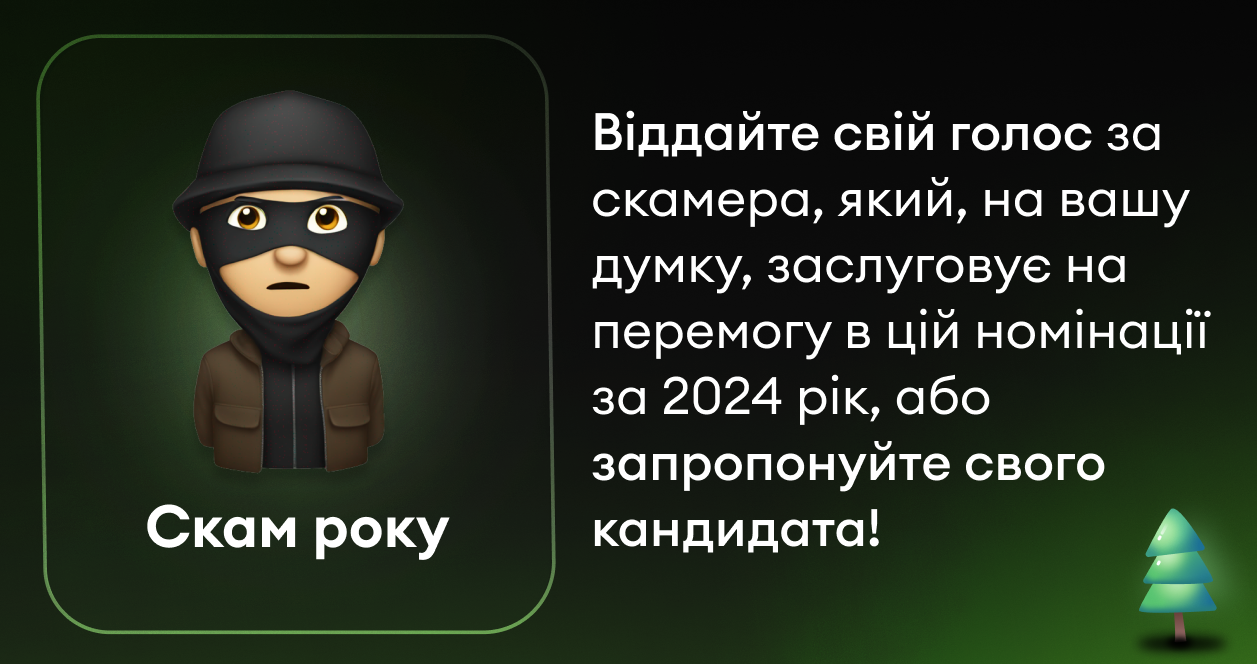 Скам року
Віддайте свій голос за
скамера, який, на вашу
думку, заслуговує на
перемогу в цій номінації
за 2024 рік, або
запропонуйте свого
кандидата!